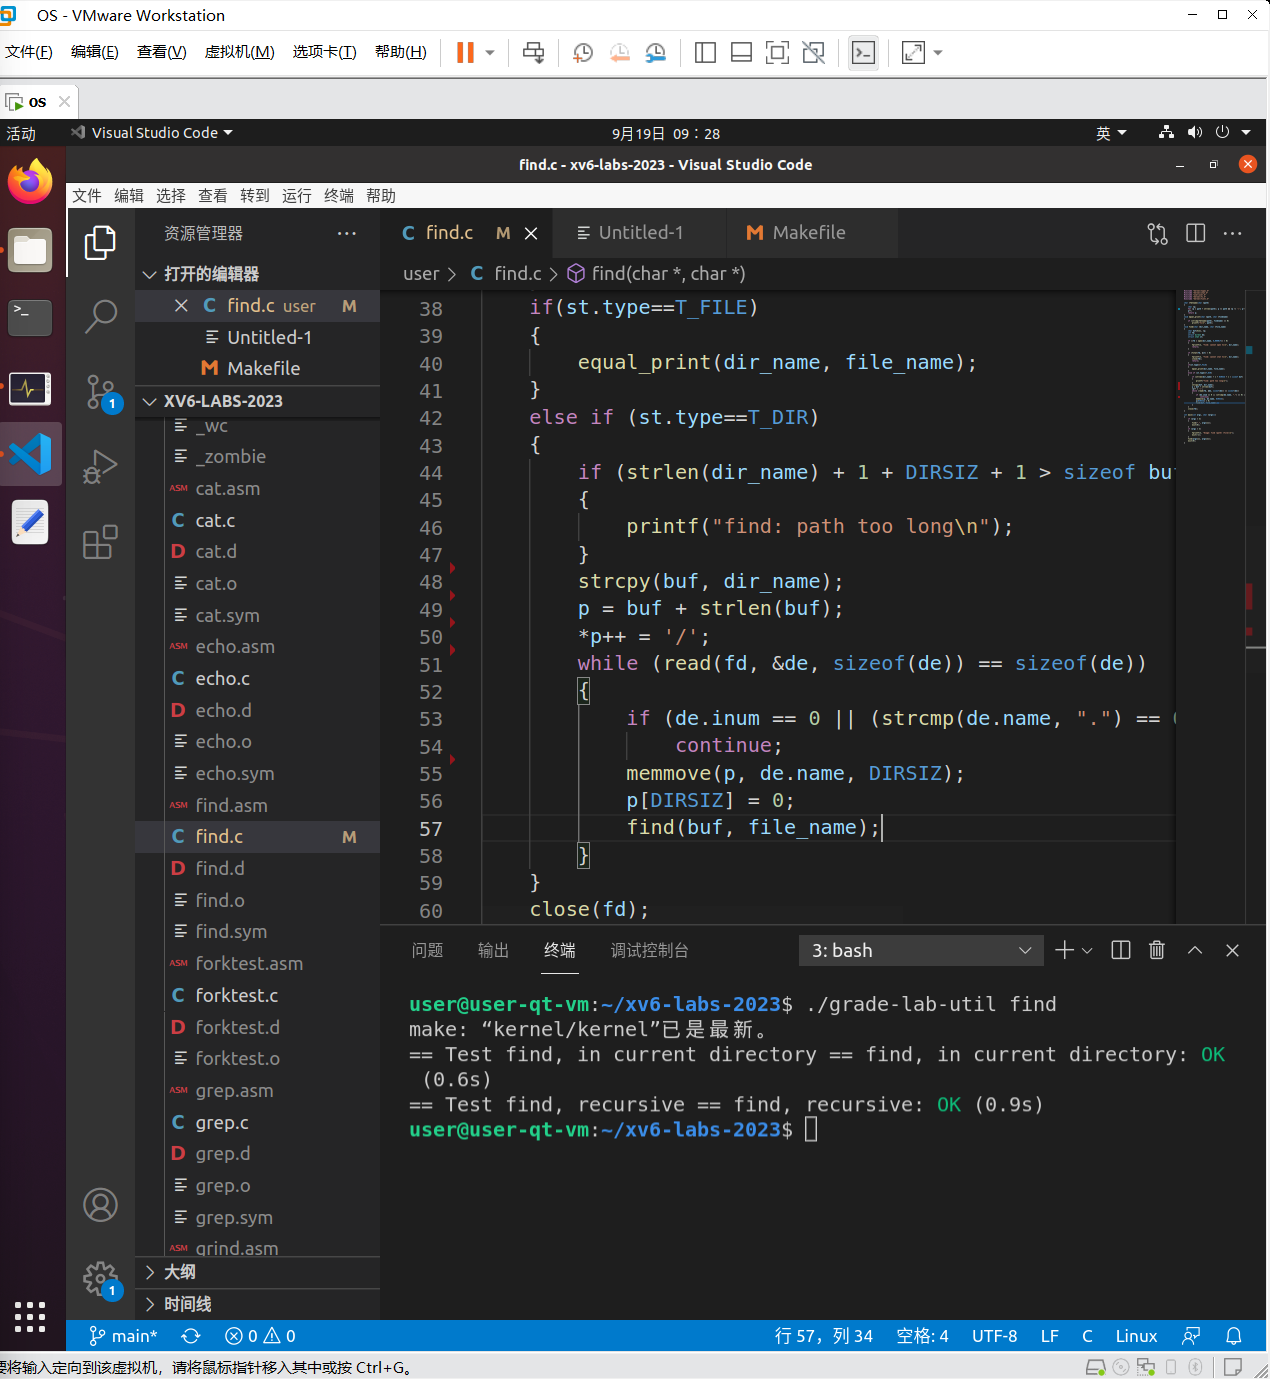 OS - VMware Workstation
文件(F) 编辑(E) 查看(V) 虚拟机(M) 选项卡(T) 帮助(H)
os
活动 Visual Studio Code 9月19日 09：28 英
find.c - xv6-labs-2023 - Visual Studio Code
文件 编辑 选择 查看 转到 运行 终端 帮助
资源管理器
打开的编辑器
find.c user M
Untitled-1
Makefile
XV6-LABS-2023
_wc
_zombie
ASM cat.asm
C cat.c
D cat.d
cat.o
cat.sym
ASM echo.asm
C echo.c
D echo.d
echo.o
echo.sym
ASM find.asm
C find.c M
D find.d
find.o
find.sym
ASM forktest.asm
C forktest.c
D forktest.d
forktest.o
ASM grep.asm
C grep.c
D grep.d
grep.o
grep.sym
ASM grind.asm
大纲
时间线
1
1
C find.c M Untitled-1 M Makefile
user > C find.c > find(char *, char *)
38 if(st.type==T_FILE)
39 {
40 equal_print(dir_name, file_name);
41 }
42 else if (st.type==T_DIR)
43 {
44 if (strlen(dir_name) + 1 + DIRSIZ + 1 > sizeof bu
45 {
46 printf("find: path too long\n");
47 }
48 strcpy(buf, dir_name);
49 p = buf + strlen(buf);
50 *p++ = '/';
51 while (read(fd, &de, sizeof(de)) == sizeof(de))
52 {
53 if (de.inum == 0 || (strcmp(de.name, ".") ==
54 continue;
55 memmove(p, de.name, DIRSIZ);
56 p[DIRSIZ] = 0;
57 find(buf, file_name);
58 }
59 }
60 close(fd);
问题 输出 终端 调试控制台 3: bash
user@user-qt-vm:~/xv6-labs-2023$ ./grade-lab-util find
make: “kernel/kernel”已是最新。
== Test find, in current directory == find, in current directory: OK
(0.6s)
== Test find, recursive == find, recursive: OK (0.9s)
user@user-qt-vm:~/xv6-labs-2023$
main* 0 0 行 57，列 34 空格: 4 UTF-8 LF C Linux
要将输入定向到该虚拟机，请将鼠标指针移入其中或按 Ctrl+G。